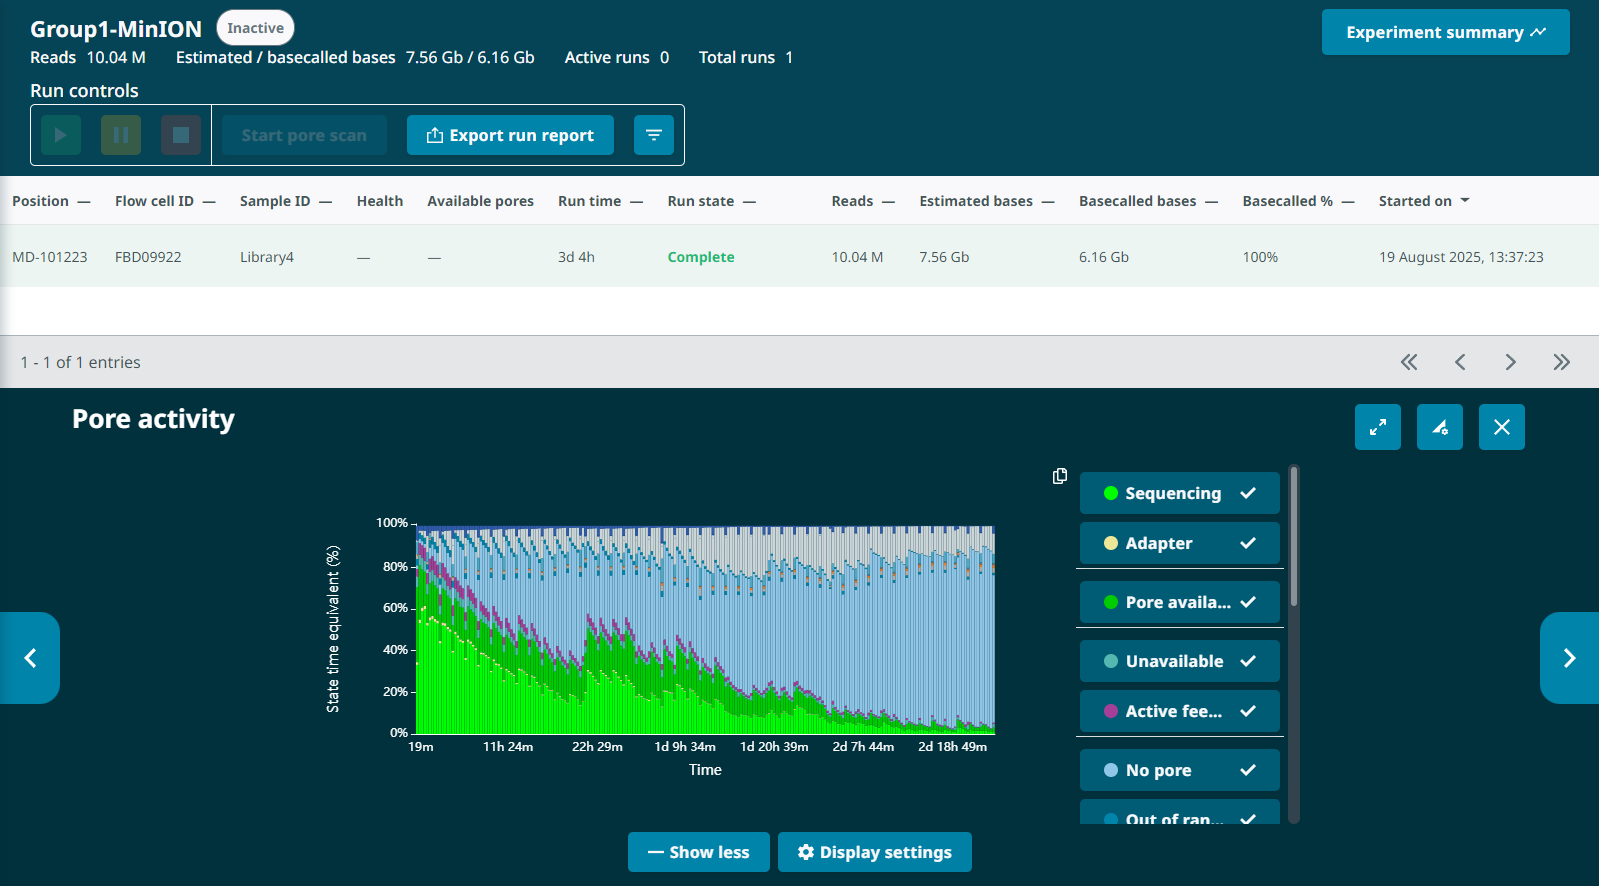 Group1-MinION Inactive
Experiment summary
Reads 10.04 M Estimated / basecalled bases 7.56 Gb / 6.16 Gb Active runs 0 Total runs 1
Run controls
Start pore scan Export run report
Position — Flow cell ID — Sample ID — Health Available pores Run time — Run state — Reads — Estimated bases — Basecalled bases — Basecalled % — Started on
MD-101223 FBD09922 Library4 — — 3d 4h Complete 10.04 M 7.56 Gb 6.16 Gb 100% 19 August 2025, 13:37:23
1 - 1 of 1 entries
Pore activity
State time equivalent (%)
100%
80%
60%
40%
20%
0%
19m 11h 24m 22h 29m 1d 9h 34m 1d 20h 39m 2d 7h 44m 2d 18h 49m
Time
Sequencing
Adapter
Pore availa...
Unavailable
Active fee...
No pore
Out of ran...
Show less Display settings